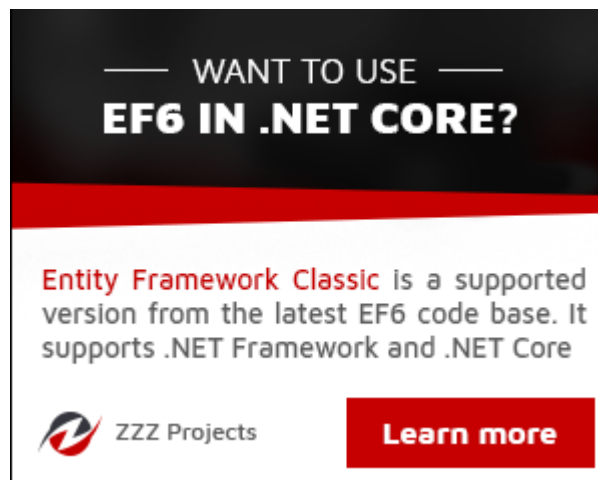 WANT TO USE
EF6 IN .NET CORE?
Entity Framework Classic is a supported
version from the latest EF6 code base. It
supports .NET Framework and .NET Core
ZZZ Projects
Learn more